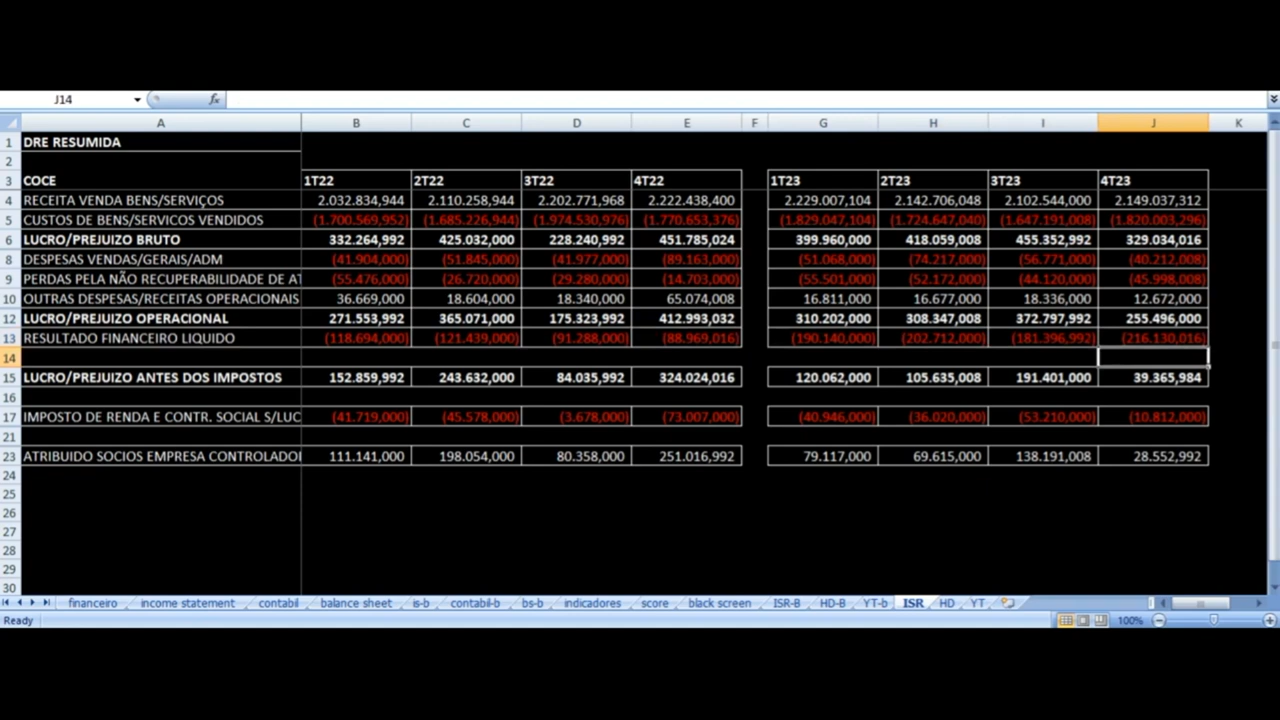 J14 fx
A B C D E F G H I J K
1 DRE RESUMIDA
2
3 COCE 1T22 2T22 3T22 4T22 1T23 2T23 3T23 4T23
4 RECEITA VENDA BENS/SERVIÇOS 2.032.834,944 2.110.258,944 2.202.771,968 2.222.438,400 2.229.007,104 2.142.706,048 2.102.544,000 2.149.037,312
5 CUSTOS DE BENS/SERVICOS VENDIDOS (1.700.569,952) (1.685.226,944) (1.974.530,976) (1.770.653,376) (1.829.047,104) (1.724.647,040) (1.647.191,008) (1.820.003,296)
6 LUCRO/PREJUIZO BRUTO 332.264,992 425.032,000 228.240,992 451.785,024 399.960,000 418.059,008 455.352,992 329.034,016
8 DESPESAS VENDAS/GERAIS/ADM (41.904,000) (51.845,000) (41.977,000) (89.163,000) (51.068,000) (74.217,000) (56.771,000) (40.212,008)
9 PERDAS PELA NÃO RECUPERABILIDADE DE AT (55.476,000) (26.720,000) (29.280,000) (14.703,000) (55.501,000) (52.172,000) (44.120,000) (45.998,008)
10 OUTRAS DESPESAS/RECEITAS OPERACIONAIS 36.669,000 18.604,000 18.340,000 65.074,008 16.811,000 16.677,000 18.336,000 12.672,000
12 LUCRO/PREJUIZO OPERACIONAL 271.553,992 365.071,000 175.323,992 412.993,032 310.202,000 308.347,008 372.797,992 255.496,000
13 RESULTADO FINANCEIRO LIQUIDO (118.694,000) (121.439,000) (91.288,000) (88.969,016) (190.140,000) (202.712,000) (181.396,992) (216.130,016)
14
15 LUCRO/PREJUIZO ANTES DOS IMPOSTOS 152.859,992 243.632,000 84.035,992 324.024,016 120.062,000 105.635,008 191.401,000 39.365,984
16
17 IMPOSTO DE RENDA E CONTR. SOCIAL S/LUC (41.719,000) (45.578,000) (3.678,000) (73.007,000) (40.946,000) (36.020,000) (53.210,000) (10.812,000)
21
23 ATRIBUIDO SOCIOS EMPRESA CONTROLADO 111.141,000 198.054,000 80.358,000 251.016,992 79.117,000 69.615,000 138.191,008 28.552,992
24
25
26
27
28
29
30
financeiro income statement contabil balance sheet is-b contabil-b bs-b indicadores score black screen ISR-B HD-B YT-b ISR HD YT
Ready 100%